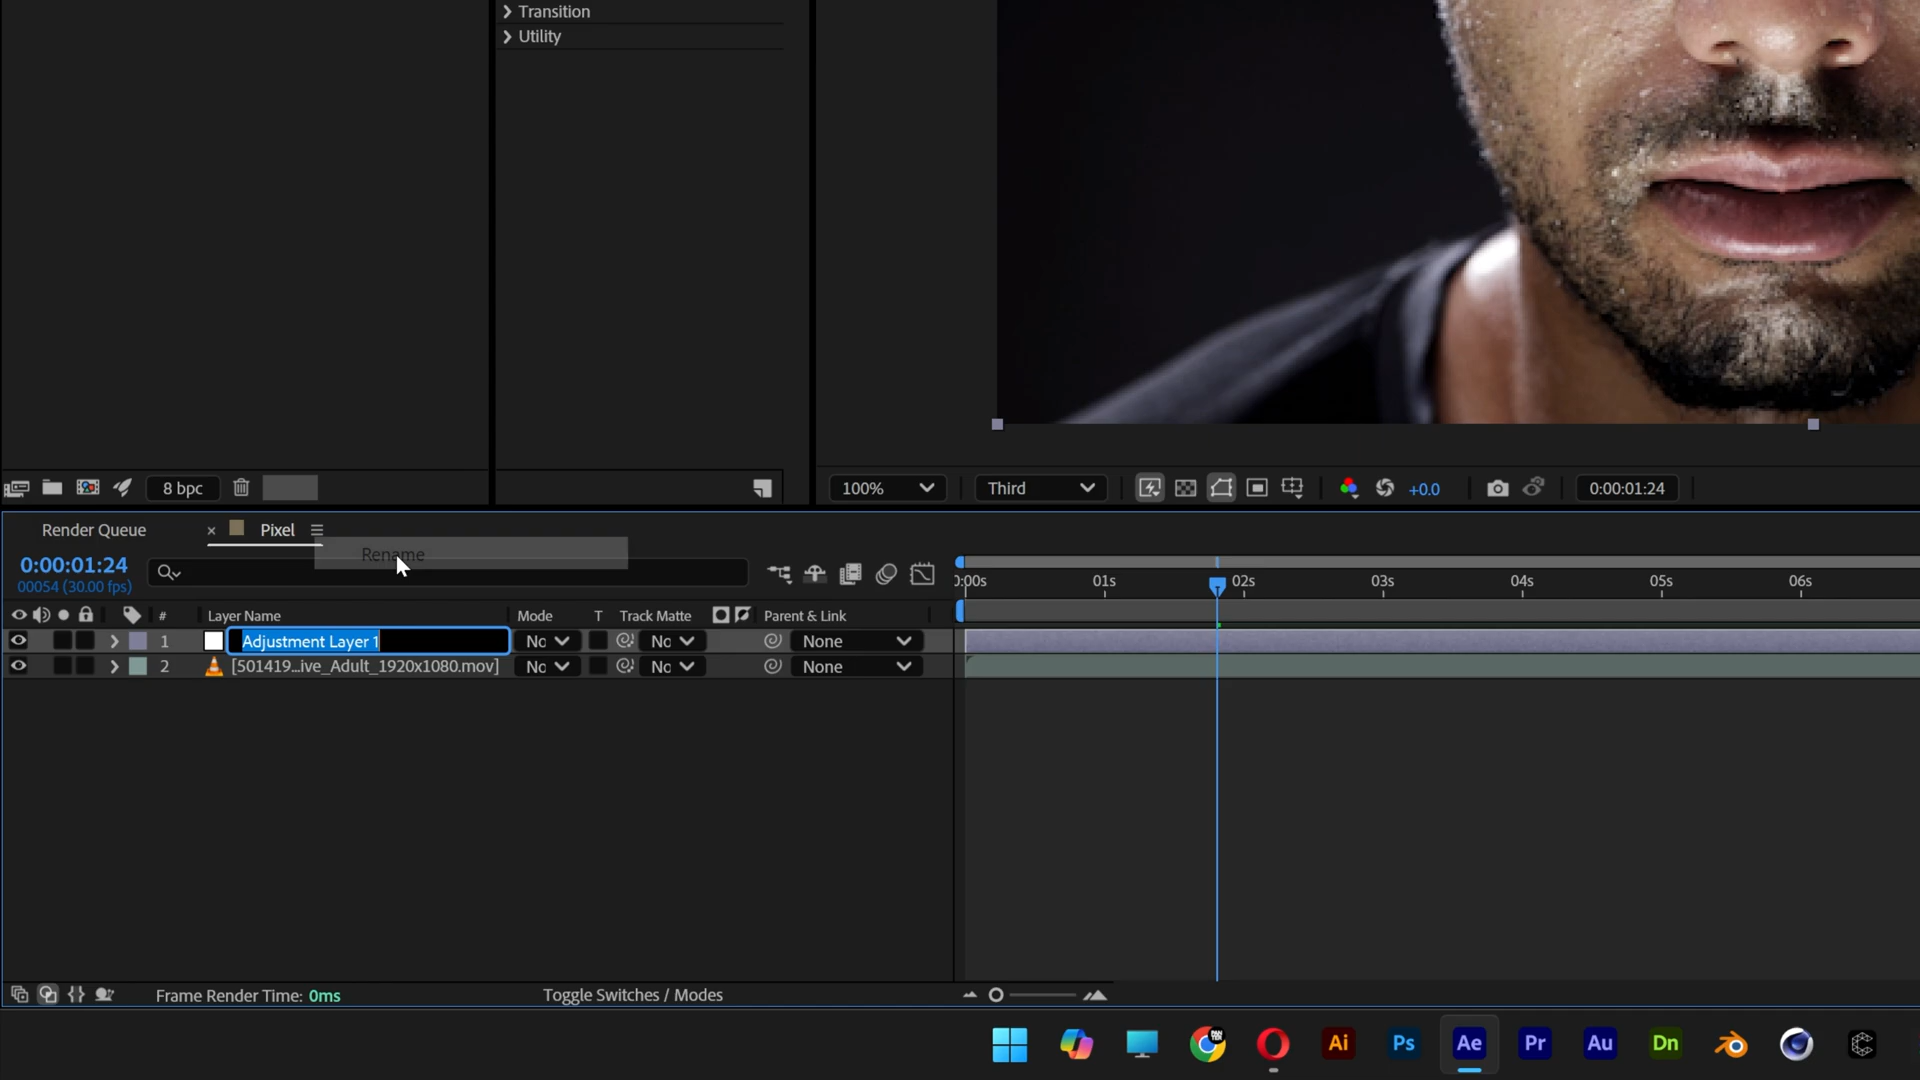 Transition
Utility
8 bpc
100%
Third
+0.0
0:00:01:24
Render Queue
× Pixel
Rename
0:00:01:24
00054 (30.00 fps)
0:00s 01s 02s 03s 04s 05s 06s
# Layer Name Mode T Track Matte Parent & Link
1 Adjustment Layer 1 Nc Nc None
2 [501419...ive_Adult_1920x1080.mov] Nc Nc None
Frame Render Time: 0ms
Toggle Switches / Modes
Ai Ps Ae Pr Au Dn